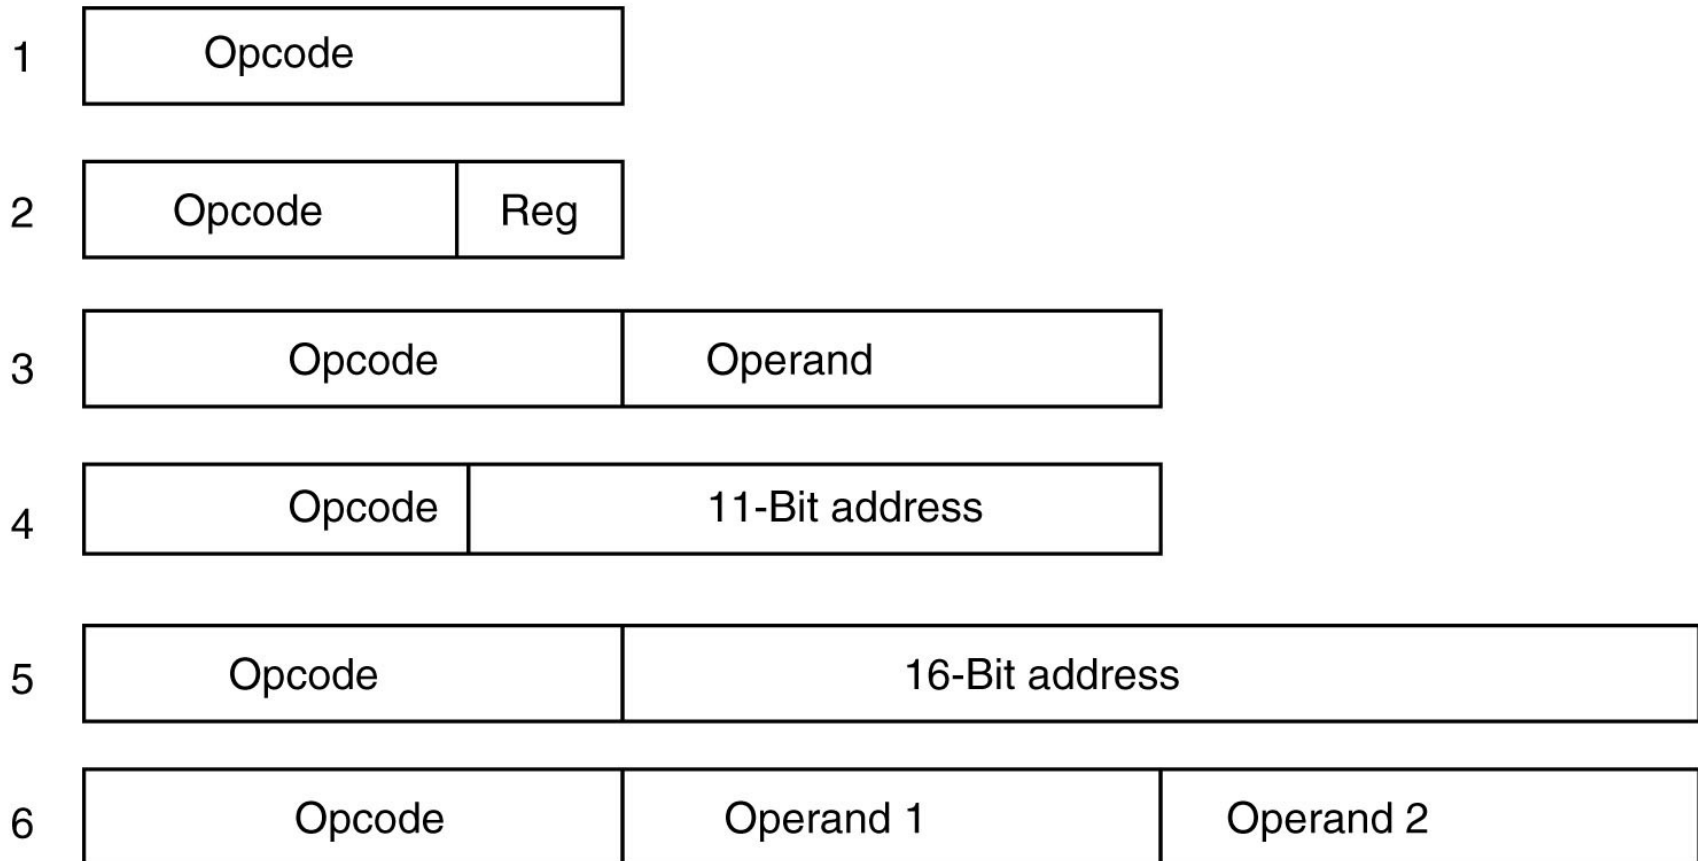 1 Opcode
2 Opcode Reg
3 Opcode Operand
4 Opcode 11-Bit address
5 Opcode 16-Bit address
6 Opcode Operand 1 Operand 2